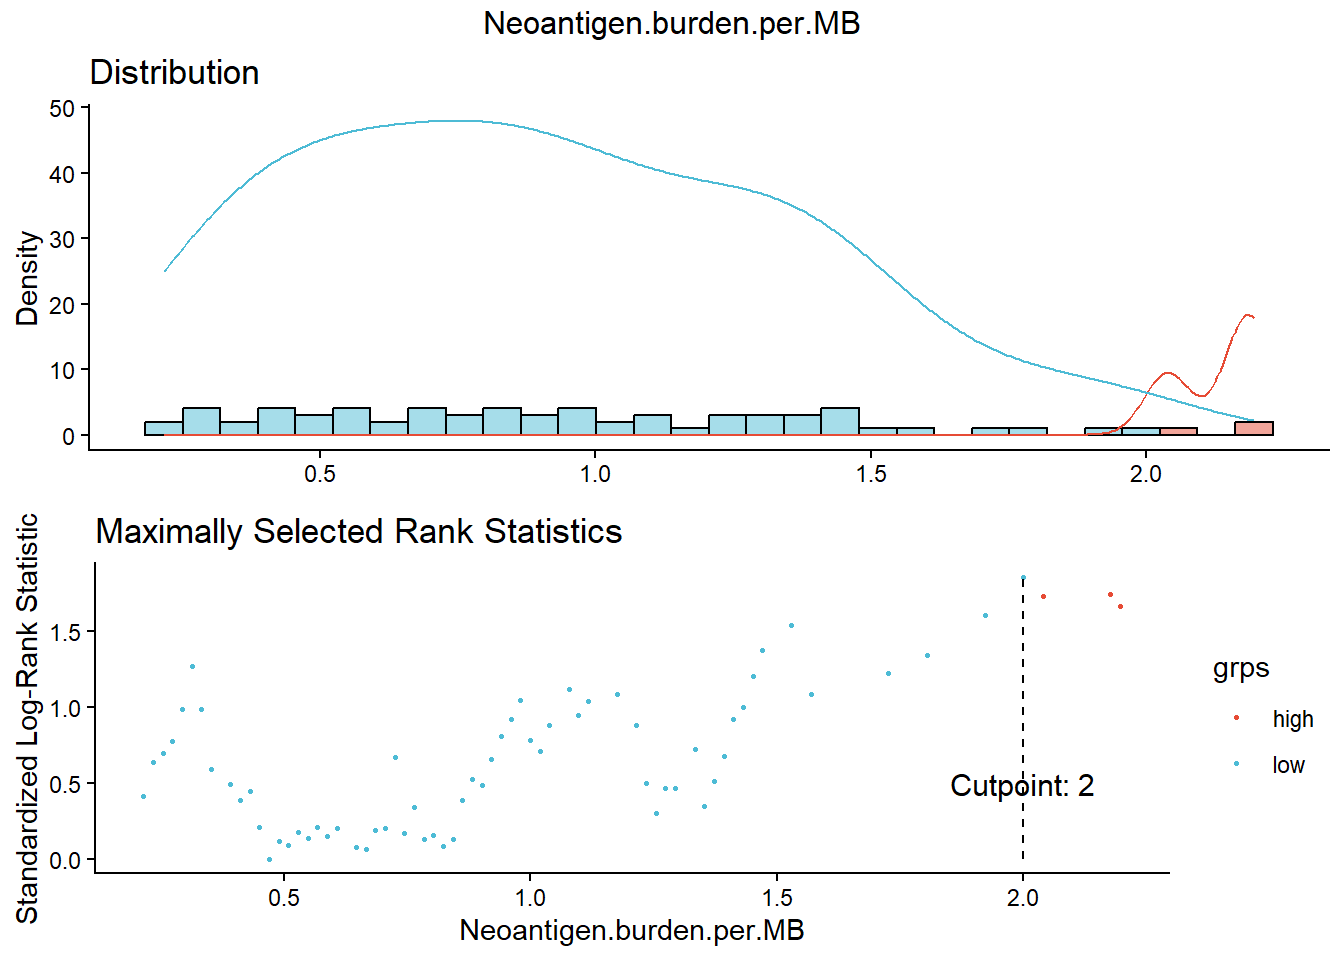 Neoantigen.burden.per.MB
Distribution
Density
50
40
30
20
10
0
0.5 1.0 1.5 2.0
Maximally Selected Rank Statistics
Standardized Log-Rank Statistic
1.5
1.0
0.5
0.0
Cutpoint: 2
0.5 1.0 1.5 2.0
Neoantigen.burden.per.MB
grps
high
low